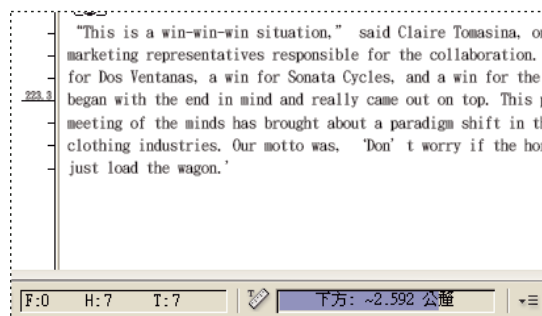 "This is a win-win-win situation," said Claire Tomasina,
marketing representatives responsible for the collaboration.
for Dos Ventanas, a win for Sonata Cycles, and a win for the
223.3
began with the end in mind and really came out on top. This
meeting of the minds has brought about a paradigm shift in
clothing industries. Our motto was, 'Don't worry if the
just load the wagon.'
F:0 H:7 T:7 下方: ~2.592 公釐